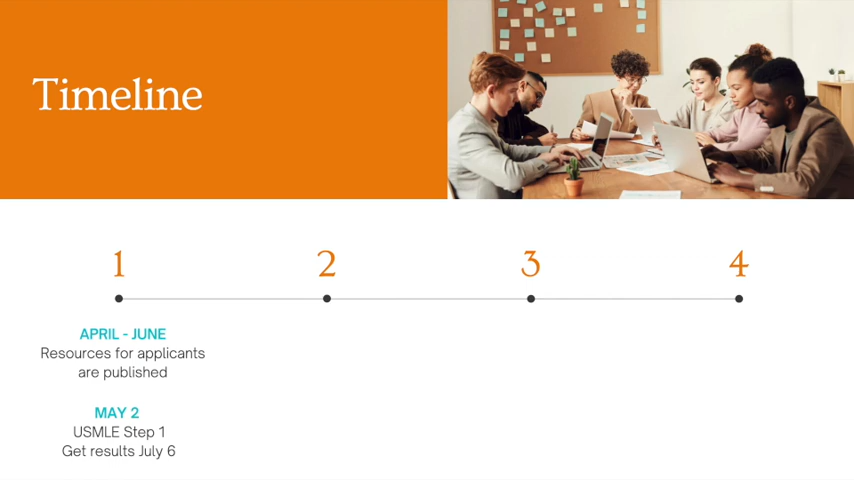 Timeline
1
2
3
4
APRIL - JUNE
Resources for applicants
are published
MAY 2
USMLE Step 1
Get results July 6